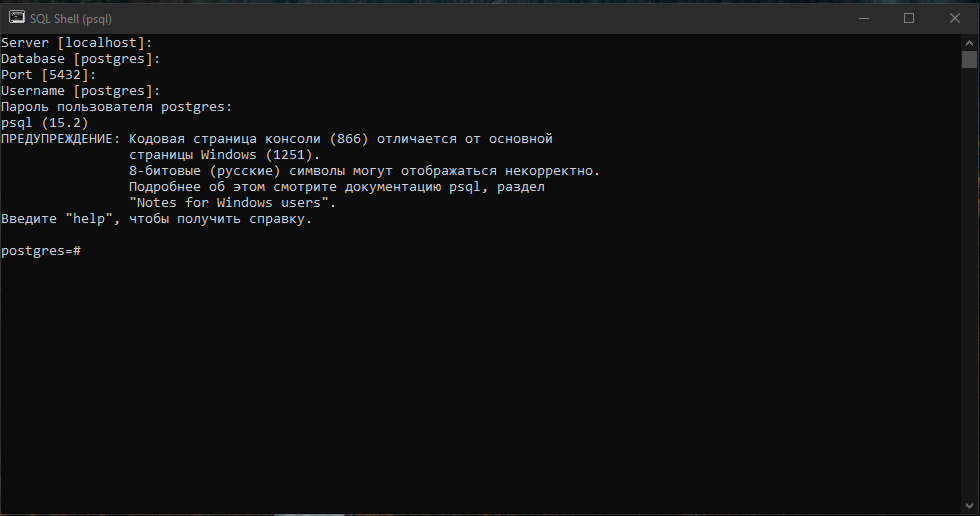 SQL Shell (psql)
Server [localhost]:
Database [postgres]:
Port [5432]:
Username [postgres]:
Пароль пользователя postgres:
psql (15.2)
ПРЕДУПРЕЖДЕНИЕ: Кодовая страница консоли (866) отличается от основной
страницы Windows (1251).
8-битовые (русские) символы могут отображаться некорректно.
Подробнее об этом смотрите документацию psql, раздел
"Notes for Windows users".
Введите "help", чтобы получить справку.
postgres=#